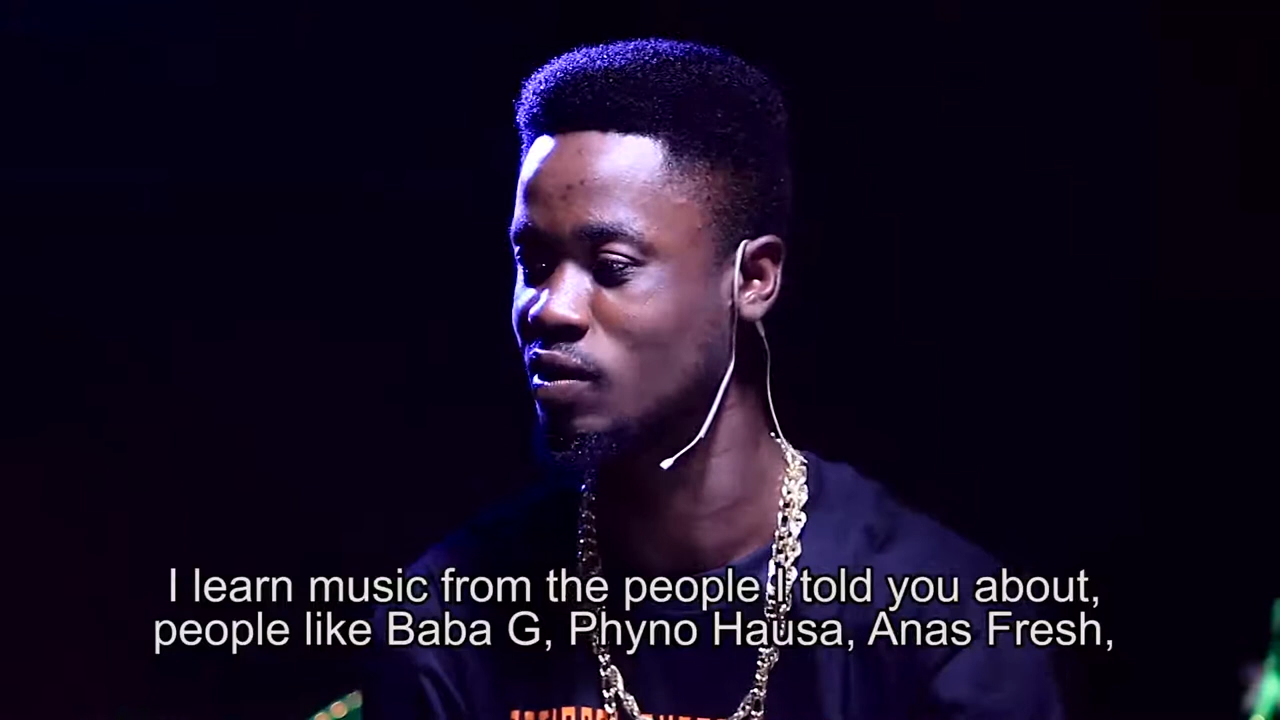 I learn music from the people I told you about,
people like Baba G, Phyno Hausa, Anas Fresh,